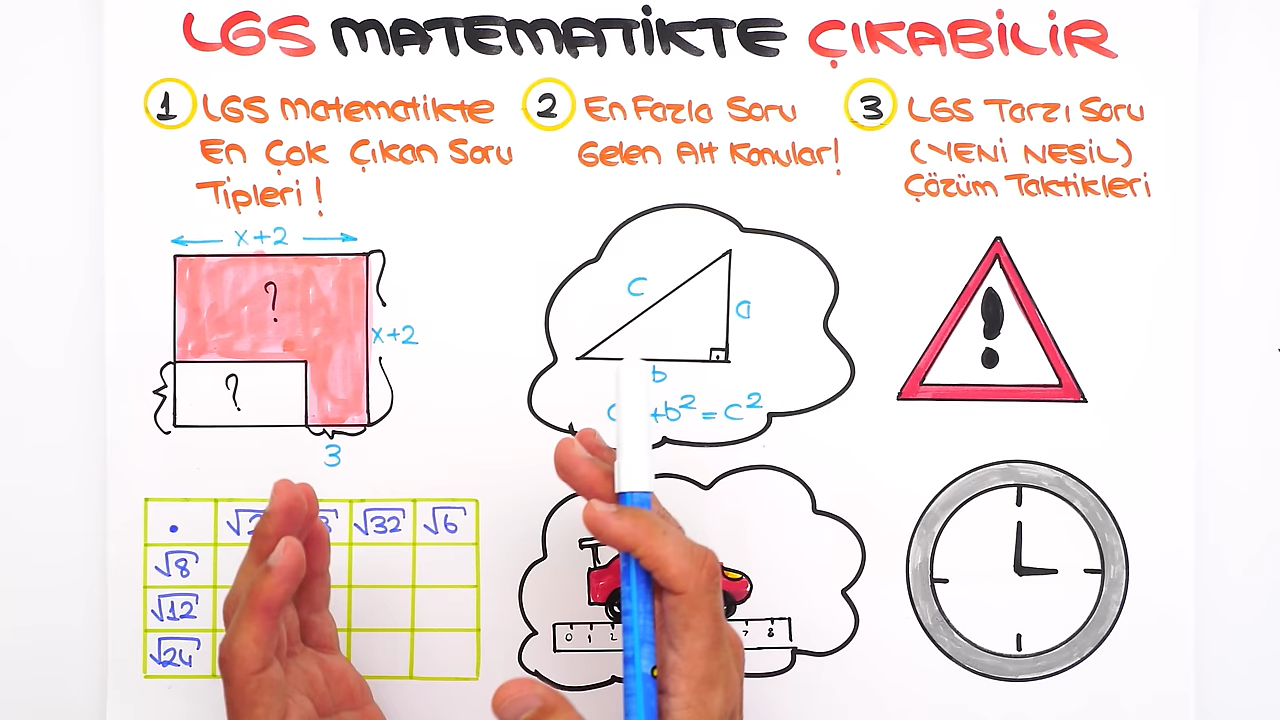 LGS MATEMATİKTE ÇIKABİLİR
1 LGS Matematikte
En Çok Çıkan Soru
Tipleri !
2 En Fazla Soru
Gelen Alt Konular!
3 LGS Tarzı Soru
(YENİ NESİL)
Çözüm Taktikleri
x+2
?
x+2
?
3
c
a
b
+b²=c²
!
. √32 √6
√8
√12
√24
0 1 2 7 8